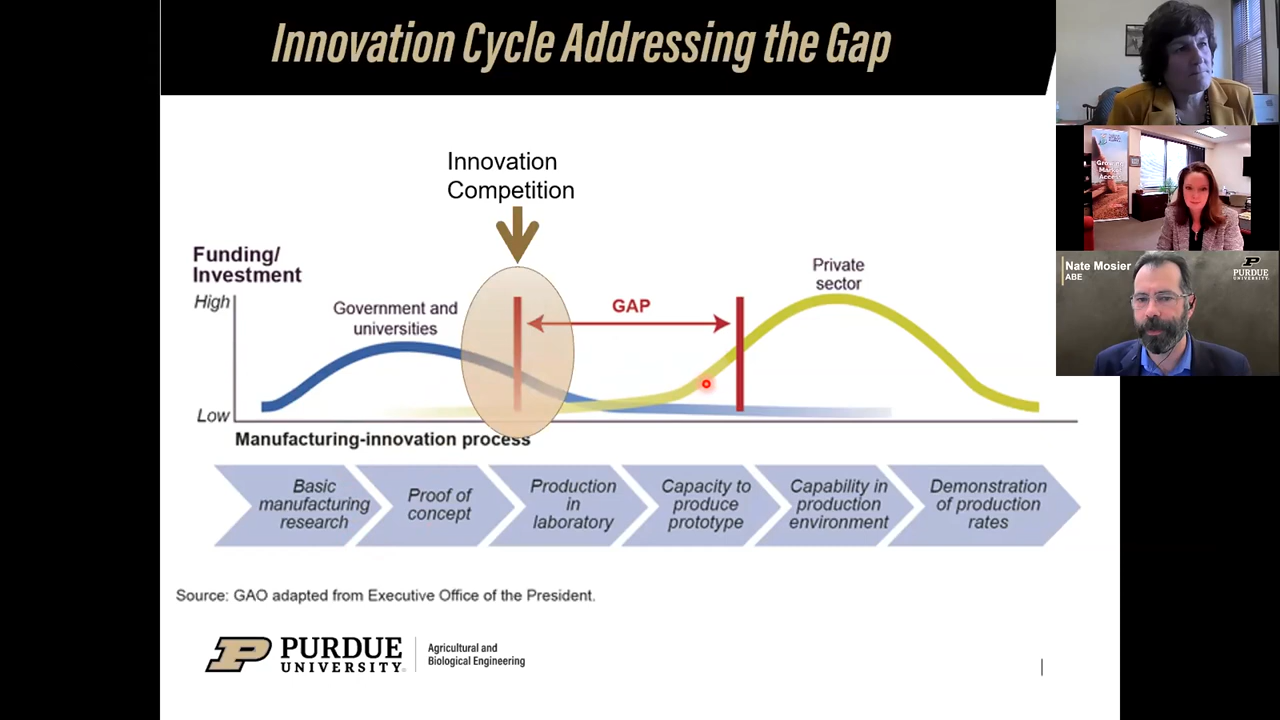 Innovation Cycle Addressing the Gap
Innovation
Competition
Funding/
Investment
High
Low
Government and
universities
GAP
Private
sector
Manufacturing-innovation process
Basic
manufacturing
research
Proof of
concept
Production
in
laboratory
Capacity to
produce
prototype
Capability in
production
environment
Demonstration
of production
rates
Source: GAO adapted from Executive Office of the President.
PURDUE
UNIVERSITY
Agricultural and
Biological Engineering
Market
Nate Mosier
ABE
PURDUE
UNIVERSITY